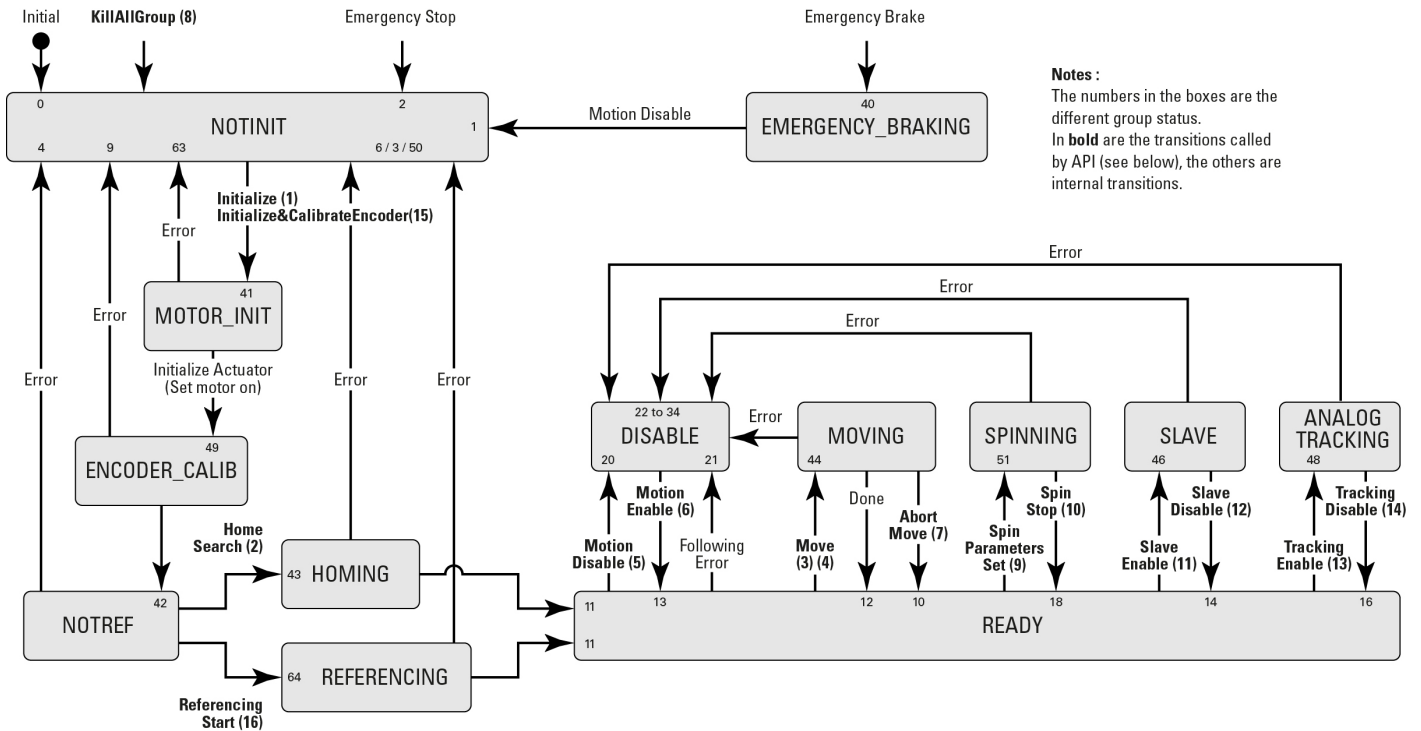 Initial
KillAllGroup (8)
Emergency Stop
Emergency Brake
Notes :
The numbers in the boxes are the
different group status.
In bold are the transitions called
by API (see below), the others are
internal transitions.
0
2
NOTINIT
1
4
9
63
6 / 3 / 50
Motion Disable
40
EMERGENCY_BRAKING
Initialize (1)
Initialize&CalibrateEncoder(15)
Error
41
MOTOR_INIT
Error
Initialize Actuator
(Set motor on)
Error
Error
Error
49
ENCODER_CALIB
Error
Error
Error
22 to 34
DISABLE
20
21
Error
MOVING
44
SPINNING
51
SLAVE
46
ANALOG
TRACKING
48
Motion
Enable (6)
Motion
Disable (5)
Following
Error
Move
(3) (4)
Done
Abort
Move (7)
Spin
Parameters
Set (9)
Spin
Stop (10)
Slave
Enable (11)
Slave
Disable (12)
Tracking
Enable (13)
Tracking
Disable (14)
Home
Search (2)
43
HOMING
42
NOTREF
64
REFERENCING
Referencing
Start (16)
11
11
13
12
10
18
14
16
READY